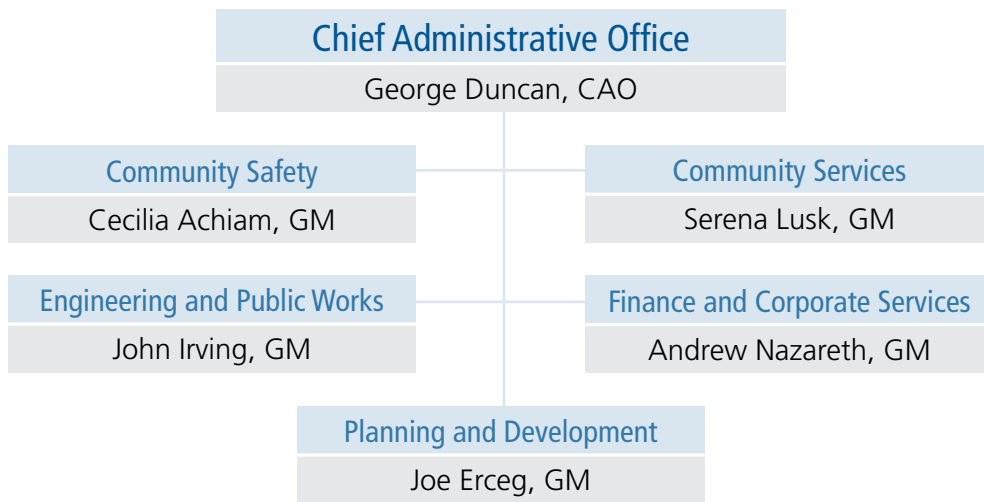 Chief Administrative Office
George Duncan, CAO
Community Safety
Cecilia Achiam, GM
Community Services
Serena Lusk, GM
Engineering and Public Works
John Irving, GM
Finance and Corporate Services
Andrew Nazareth, GM
Planning and Development
Joe Erceg, GM